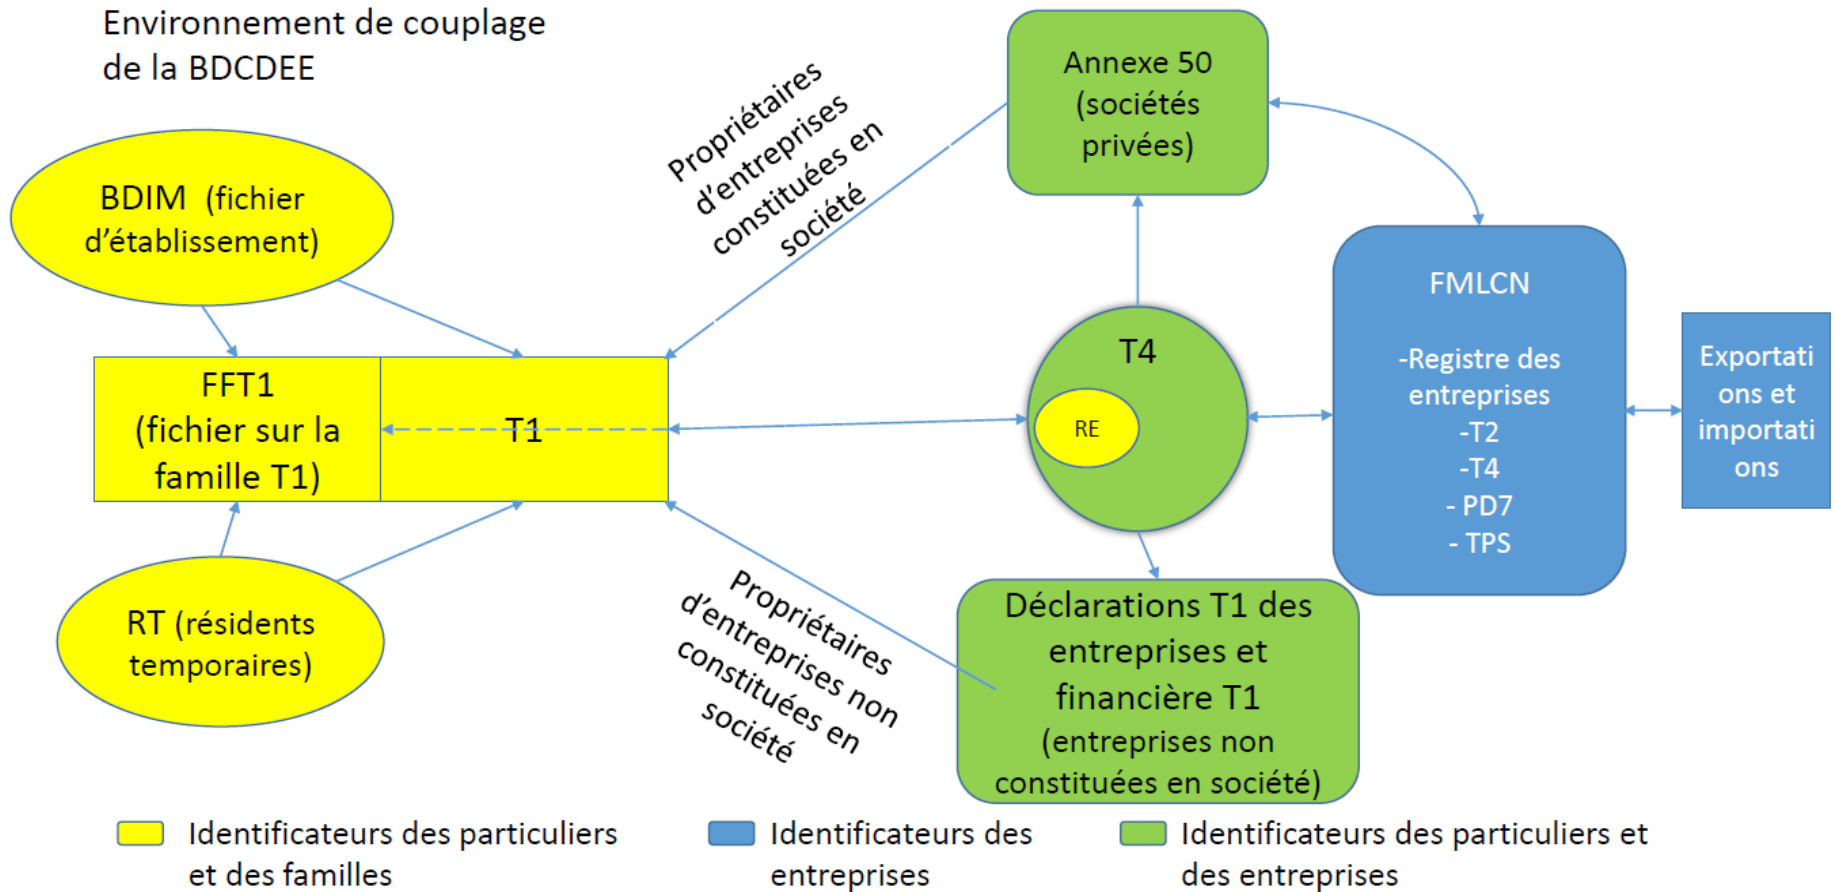 Environnement de couplage
de la BDCDEE
BDIM (fichier
d'établissement)
FFT1
(fichier sur la
famille T1)
T1
RT (résidents
temporaires)
Propriétaires
d'entreprises
constituées en
société
Propriétaires
d'entreprises non
constituées en
société
Annexe 50
(sociétés
privées)
T4
RE
Déclarations T1 des
entreprises et
financière T1
(entreprises non
constituées en société)
FMLCN
-Registre des
entreprises
-T2
-T4
- PD7
- TPS
Exportati
ons et
importati
ons
Identificateurs des particuliers
et des familles
Identificateurs des
entreprises
Identificateurs des particuliers et
des entreprises